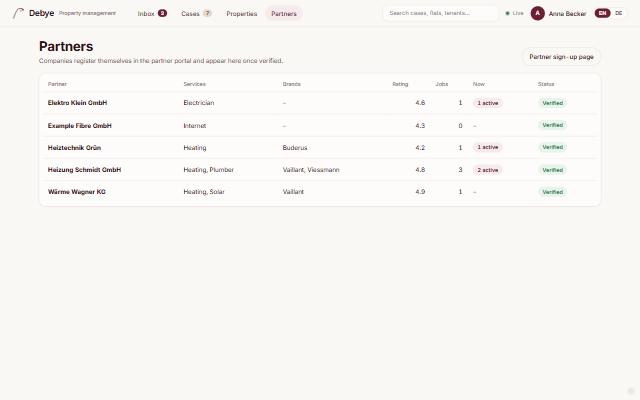 Debye Property management Inbox 9 Cases 7 Properties Partners Search cases, flats, tenants... Live A Anna Becker EN DE
Partners
Companies register themselves in the partner portal and appear here once verified.
Partner sign-up page
Partner Services Brands Rating Jobs Now Status
Elektro Klein GmbH Electrician – 4.6 1 1 active Verified
Example Fibre GmbH Internet – 4.3 0 – Verified
Heiztechnik Grün Heating Buderus 4.2 1 1 active Verified
Heizung Schmidt GmbH Heating, Plumber Vaillant, Viessmann 4.8 3 2 active Verified
Wärme Wagner KG Heating, Solar Vaillant 4.9 1 – Verified